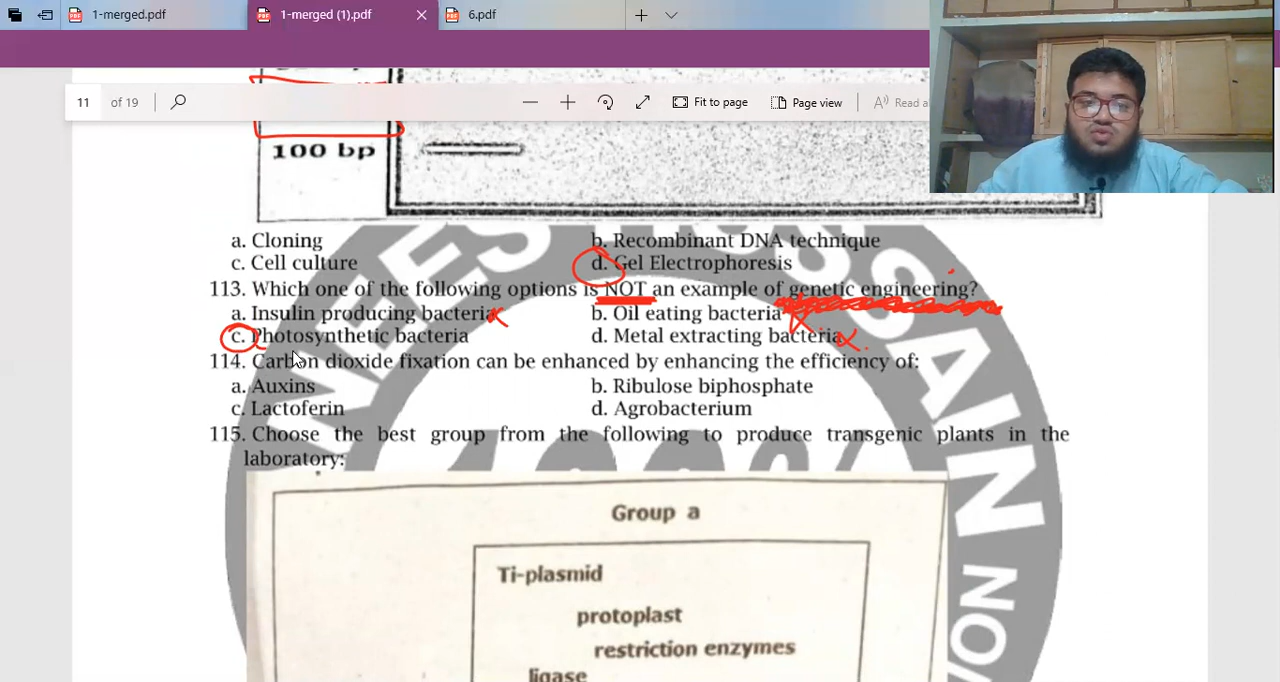 1-merged.pdf
1-merged (1).pdf
6.pdf
11 of 19
Fit to page
Page view
Read a
100 bp
a. Cloning b. Recombinant DNA technique
c. Cell culture d. Gel Electrophoresis
113. Which one of the following options is NOT an example of genetic engineering?
a. Insulin producing bacteria b. Oil eating bacteria
c. Photosynthetic bacteria d. Metal extracting bacteria
114. Carbon dioxide fixation can be enhanced by enhancing the efficiency of:
a. Auxins b. Ribulose biphosphate
c. Lactoferin d. Agrobacterium
115. Choose the best group from the following to produce transgenic plants in the
laboratory:
Group a
Ti-plasmid
protoplast
restriction enzymes
ligase